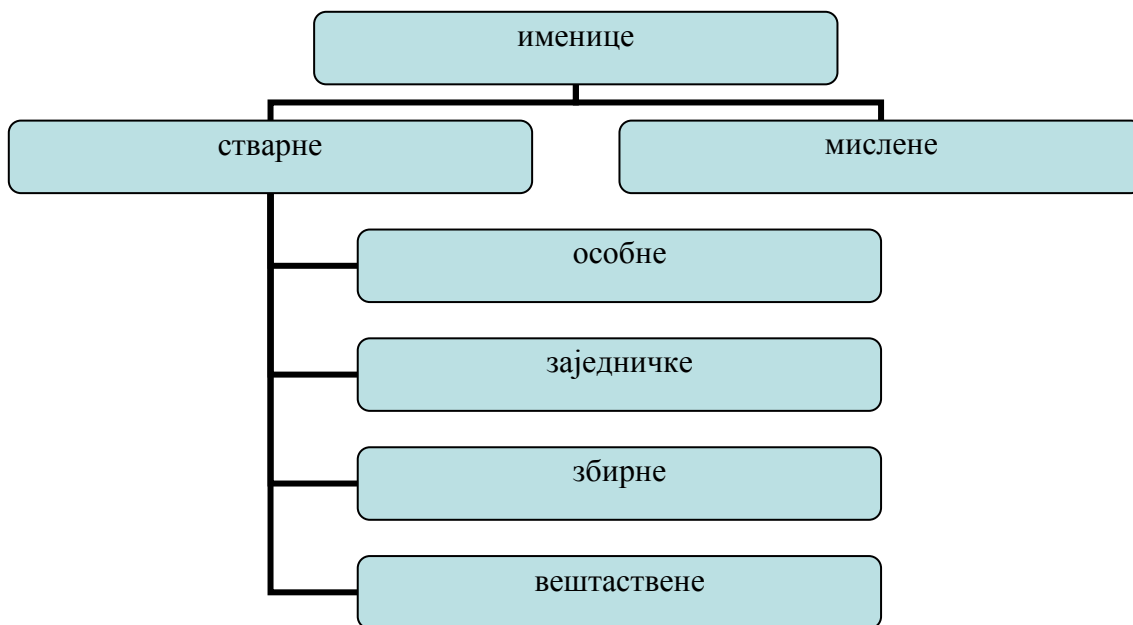 именице
стварне
мислене
особне
заједничке
збирне
вештаствене